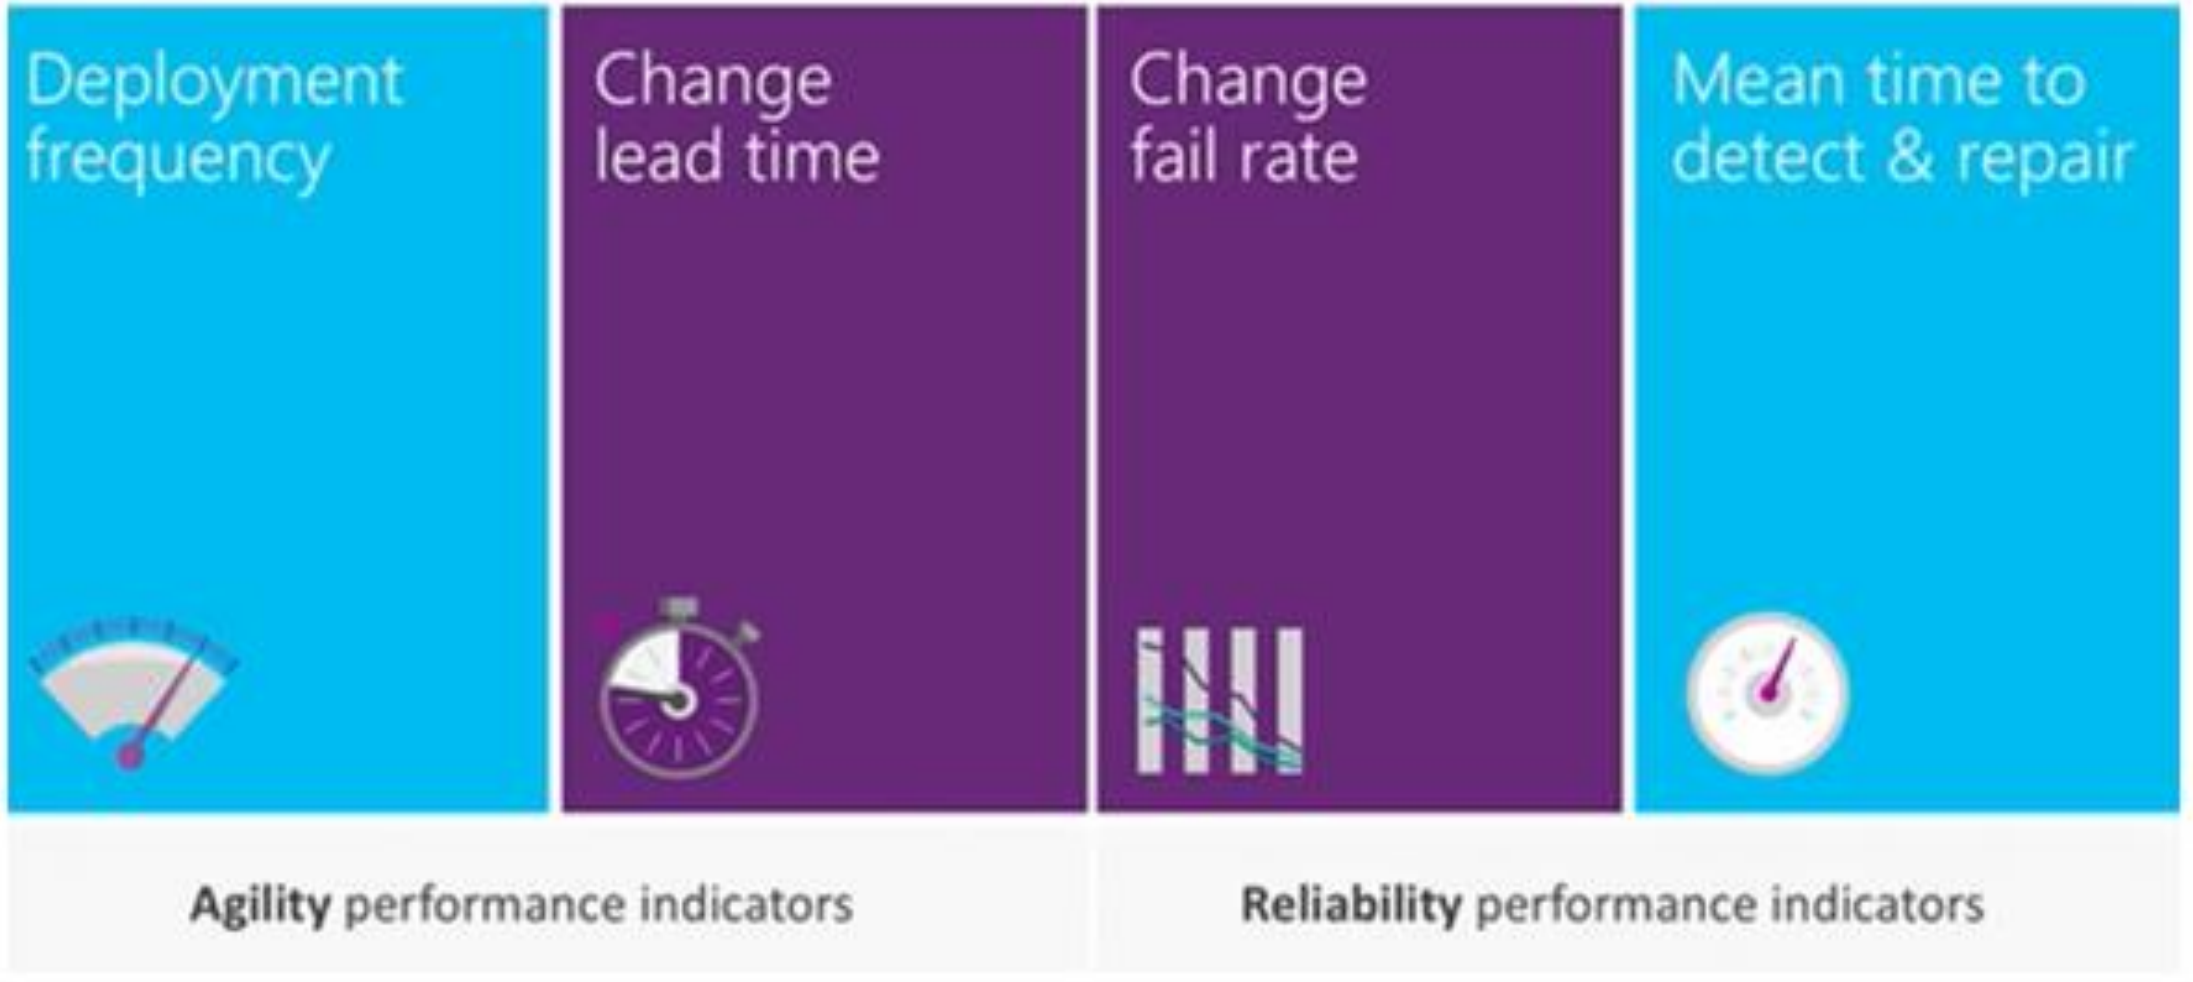 Deployment
frequency
Change
lead time
Change
fail rate
Mean time to
detect & repair
Agility performance indicators
Reliability performance indicators